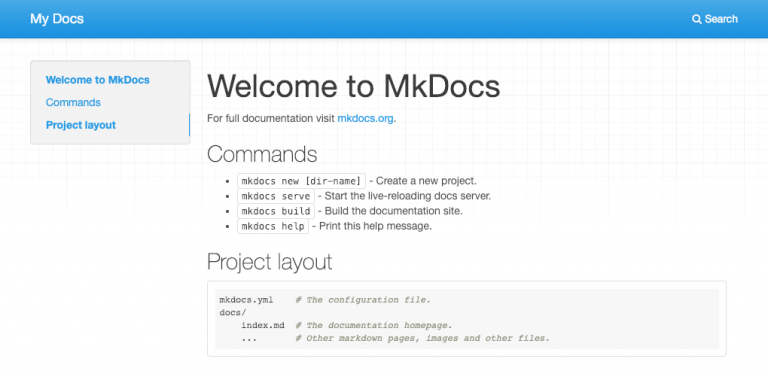 My Docs
Search
Welcome to MkDocs
Commands
Project layout
Welcome to MkDocs
For full documentation visit mkdocs.org.
Commands
• mkdocs new [dir-name] - Create a new project.
• mkdocs serve - Start the live-reloading docs server.
• mkdocs build - Build the documentation site.
• mkdocs help - Print this help message.
Project layout
mkdocs.yml    # The configuration file.
docs/
    index.md  # The documentation homepage.
    ...       # Other markdown pages, images and other files.